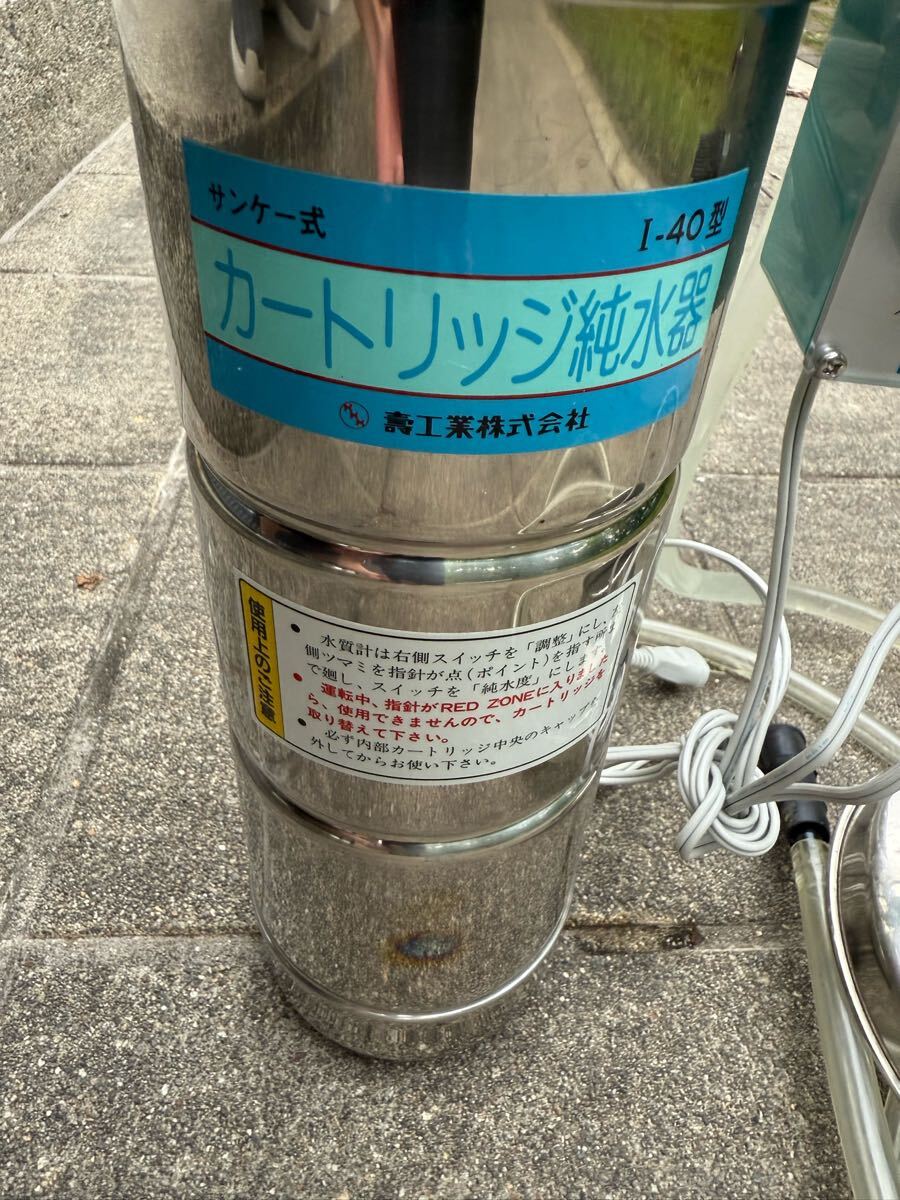 サンケー式
I-40型
カートリッジ純水器
壽工業株式会社
使用上のご注意
• 水質計は右側スイッチを「調整」にし、左
側ツマミを指針が点(ポイント)を指す所
で廻し、スイッチを「純水度」にします。
• 運転中、指針がRED ZONEに入りました
ら、使用できませんので、カートリッジを
取り替えて下さい。
• 必ず内部カートリッジ中央のキャップを
外してからお使い下さい。